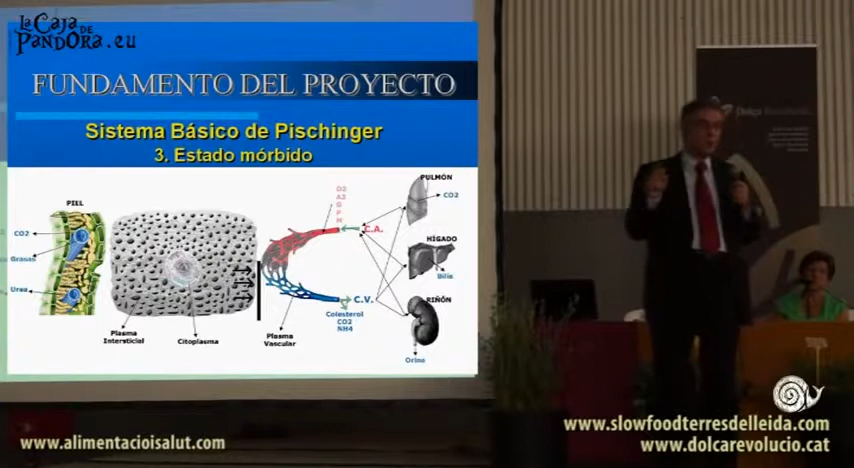 La Caja
DE
PANDORA.eu
FUNDAMENTO DEL PROYECTO
Sistema Básico de Pischinger
3. Estado mórbido
PIEL
CO2
Grasas
Urea
Plasma
Intersticial
Citoplasma
Plasma
Vascular
O2
C.A.
C.V.
Colesterol
CO2
NH4
PULMÓN
CO2
HÍGADO
Bilis
RIÑÓN
Orina
www.alimentacioisalut.com
www.slowfoodterresdelleida.com
www.dolcarevolucio.cat